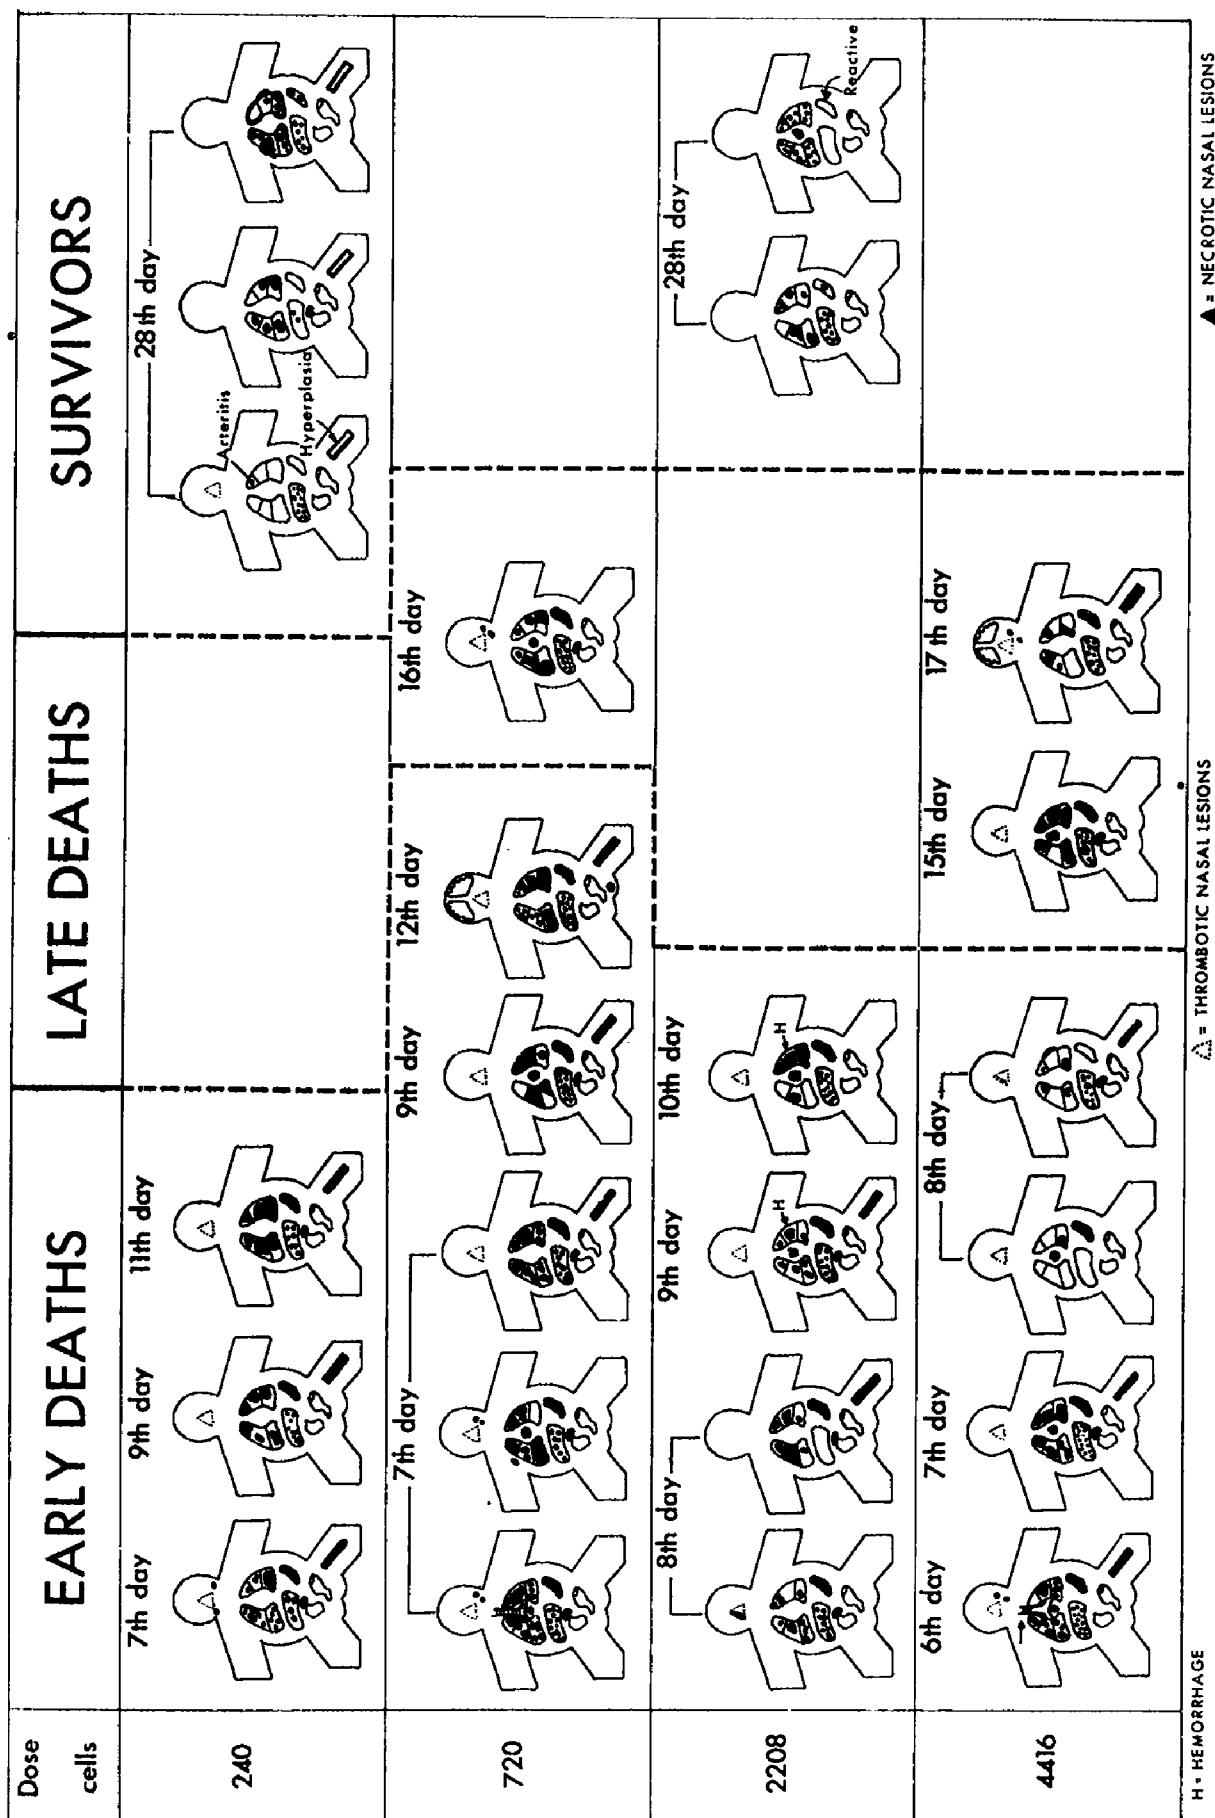 Dose
cells
EARLY DEATHS
LATE DEATHS
SURVIVORS
240
7th day
9th day
11th day
28th day
Arteritis
Hyperplasia
720
7th day
9th day
12th day
16th day
2208
8th day
9th day
H
10th day
H
28th day
Reactive
4416
6th day
7th day
8th day
15th day
17 th day
H = HEMORRHAGE
△ = THROMBOTIC NASAL LESIONS
▲ = NECROTIC NASAL LESIONS